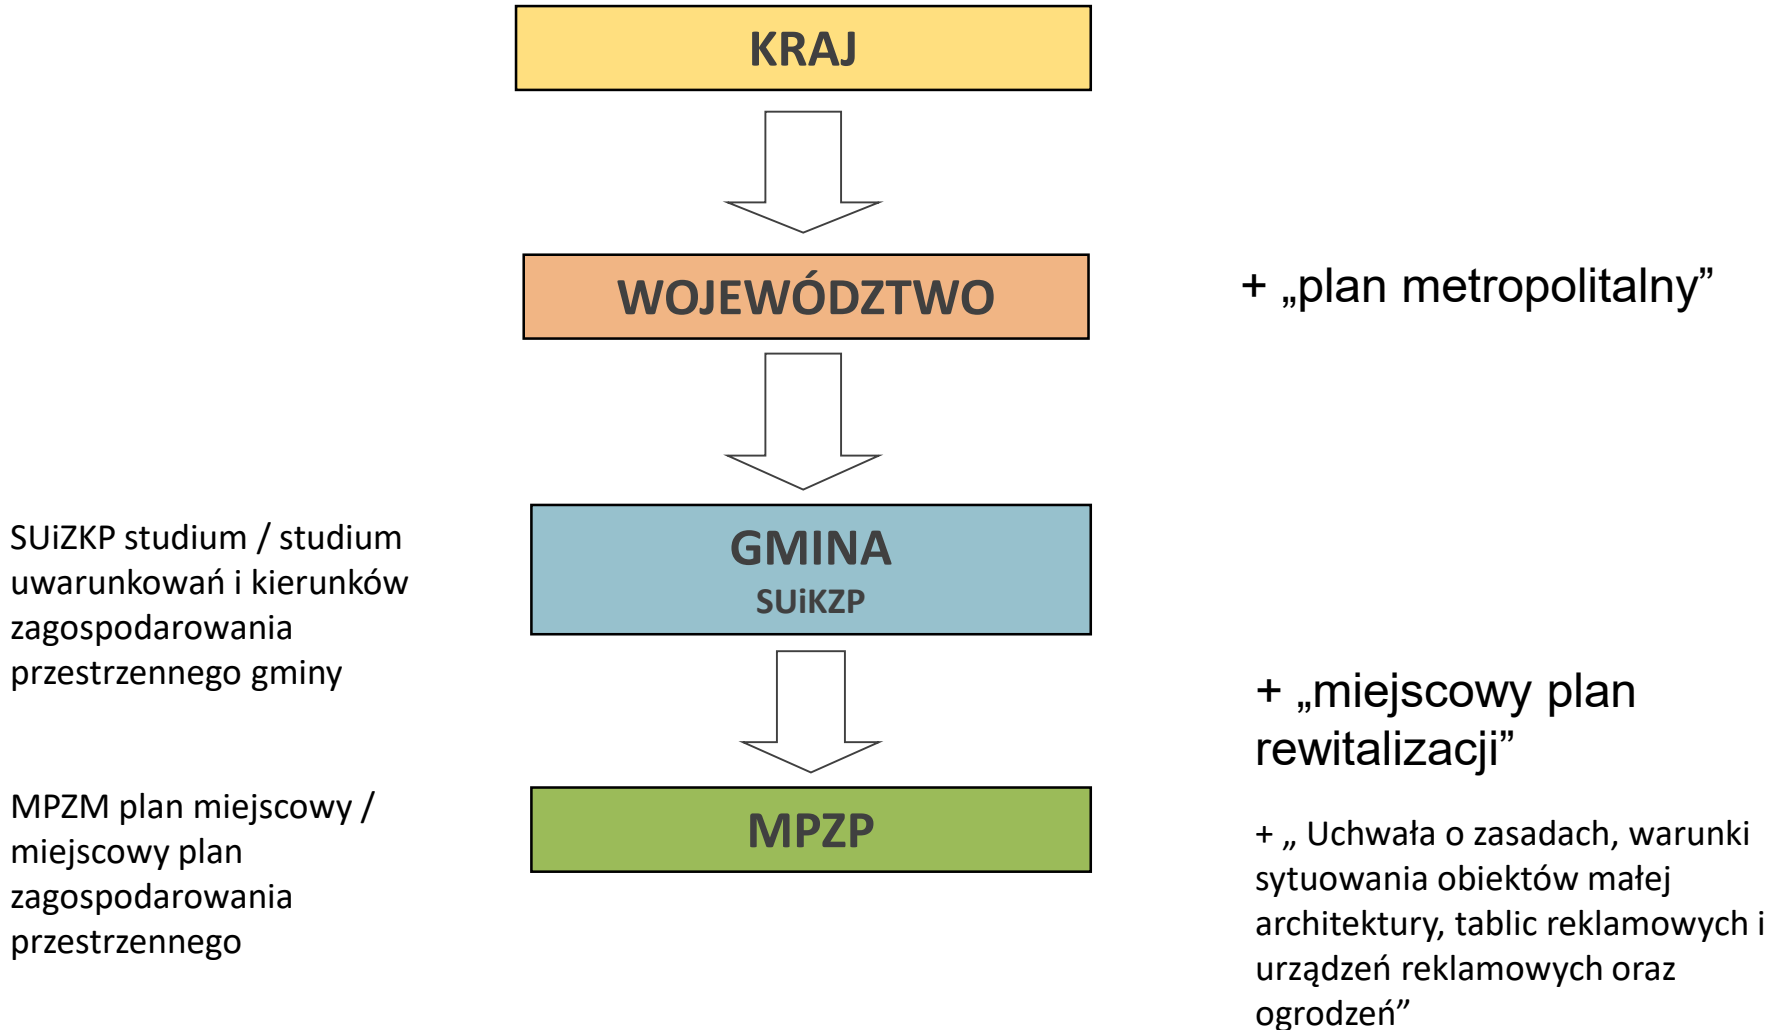 KRAJ
WOJEWÓDZTWO
+ „plan metropolitalny”
SUiZKP studium / studium
uwarunkowań i kierunków
zagospodarowania
przestrzennego gminy
GMINA
SUiKZP
+ „miejscowy plan
rewitalizacji”
MPZM plan miejscowy /
miejscowy plan
zagospodarowania
przestrzennego
MPZP
+ „ Uchwała o zasadach, warunki
sytuowania obiektów małej
architektury, tablic reklamowych i
urządzeń reklamowych oraz
ogrodzeń”